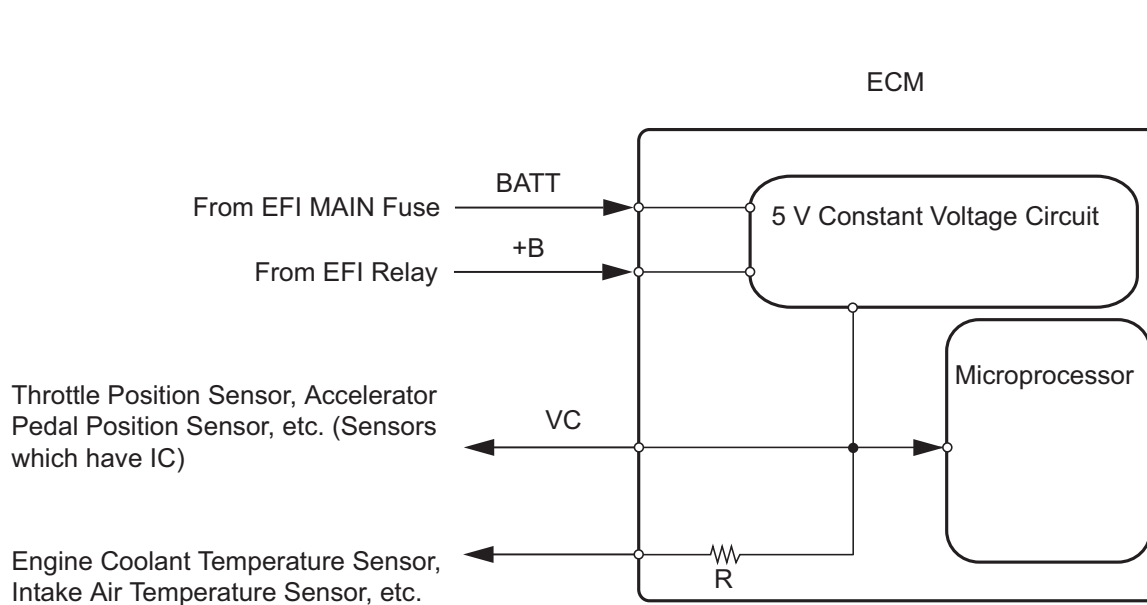 ECM
BATT
From EFI MAIN Fuse
5 V Constant Voltage Circuit
+B
From EFI Relay
Microprocessor
Throttle Position Sensor, Accelerator
Pedal Position Sensor, etc. (Sensors
which have IC)
VC
Engine Coolant Temperature Sensor,
Intake Air Temperature Sensor, etc.
R